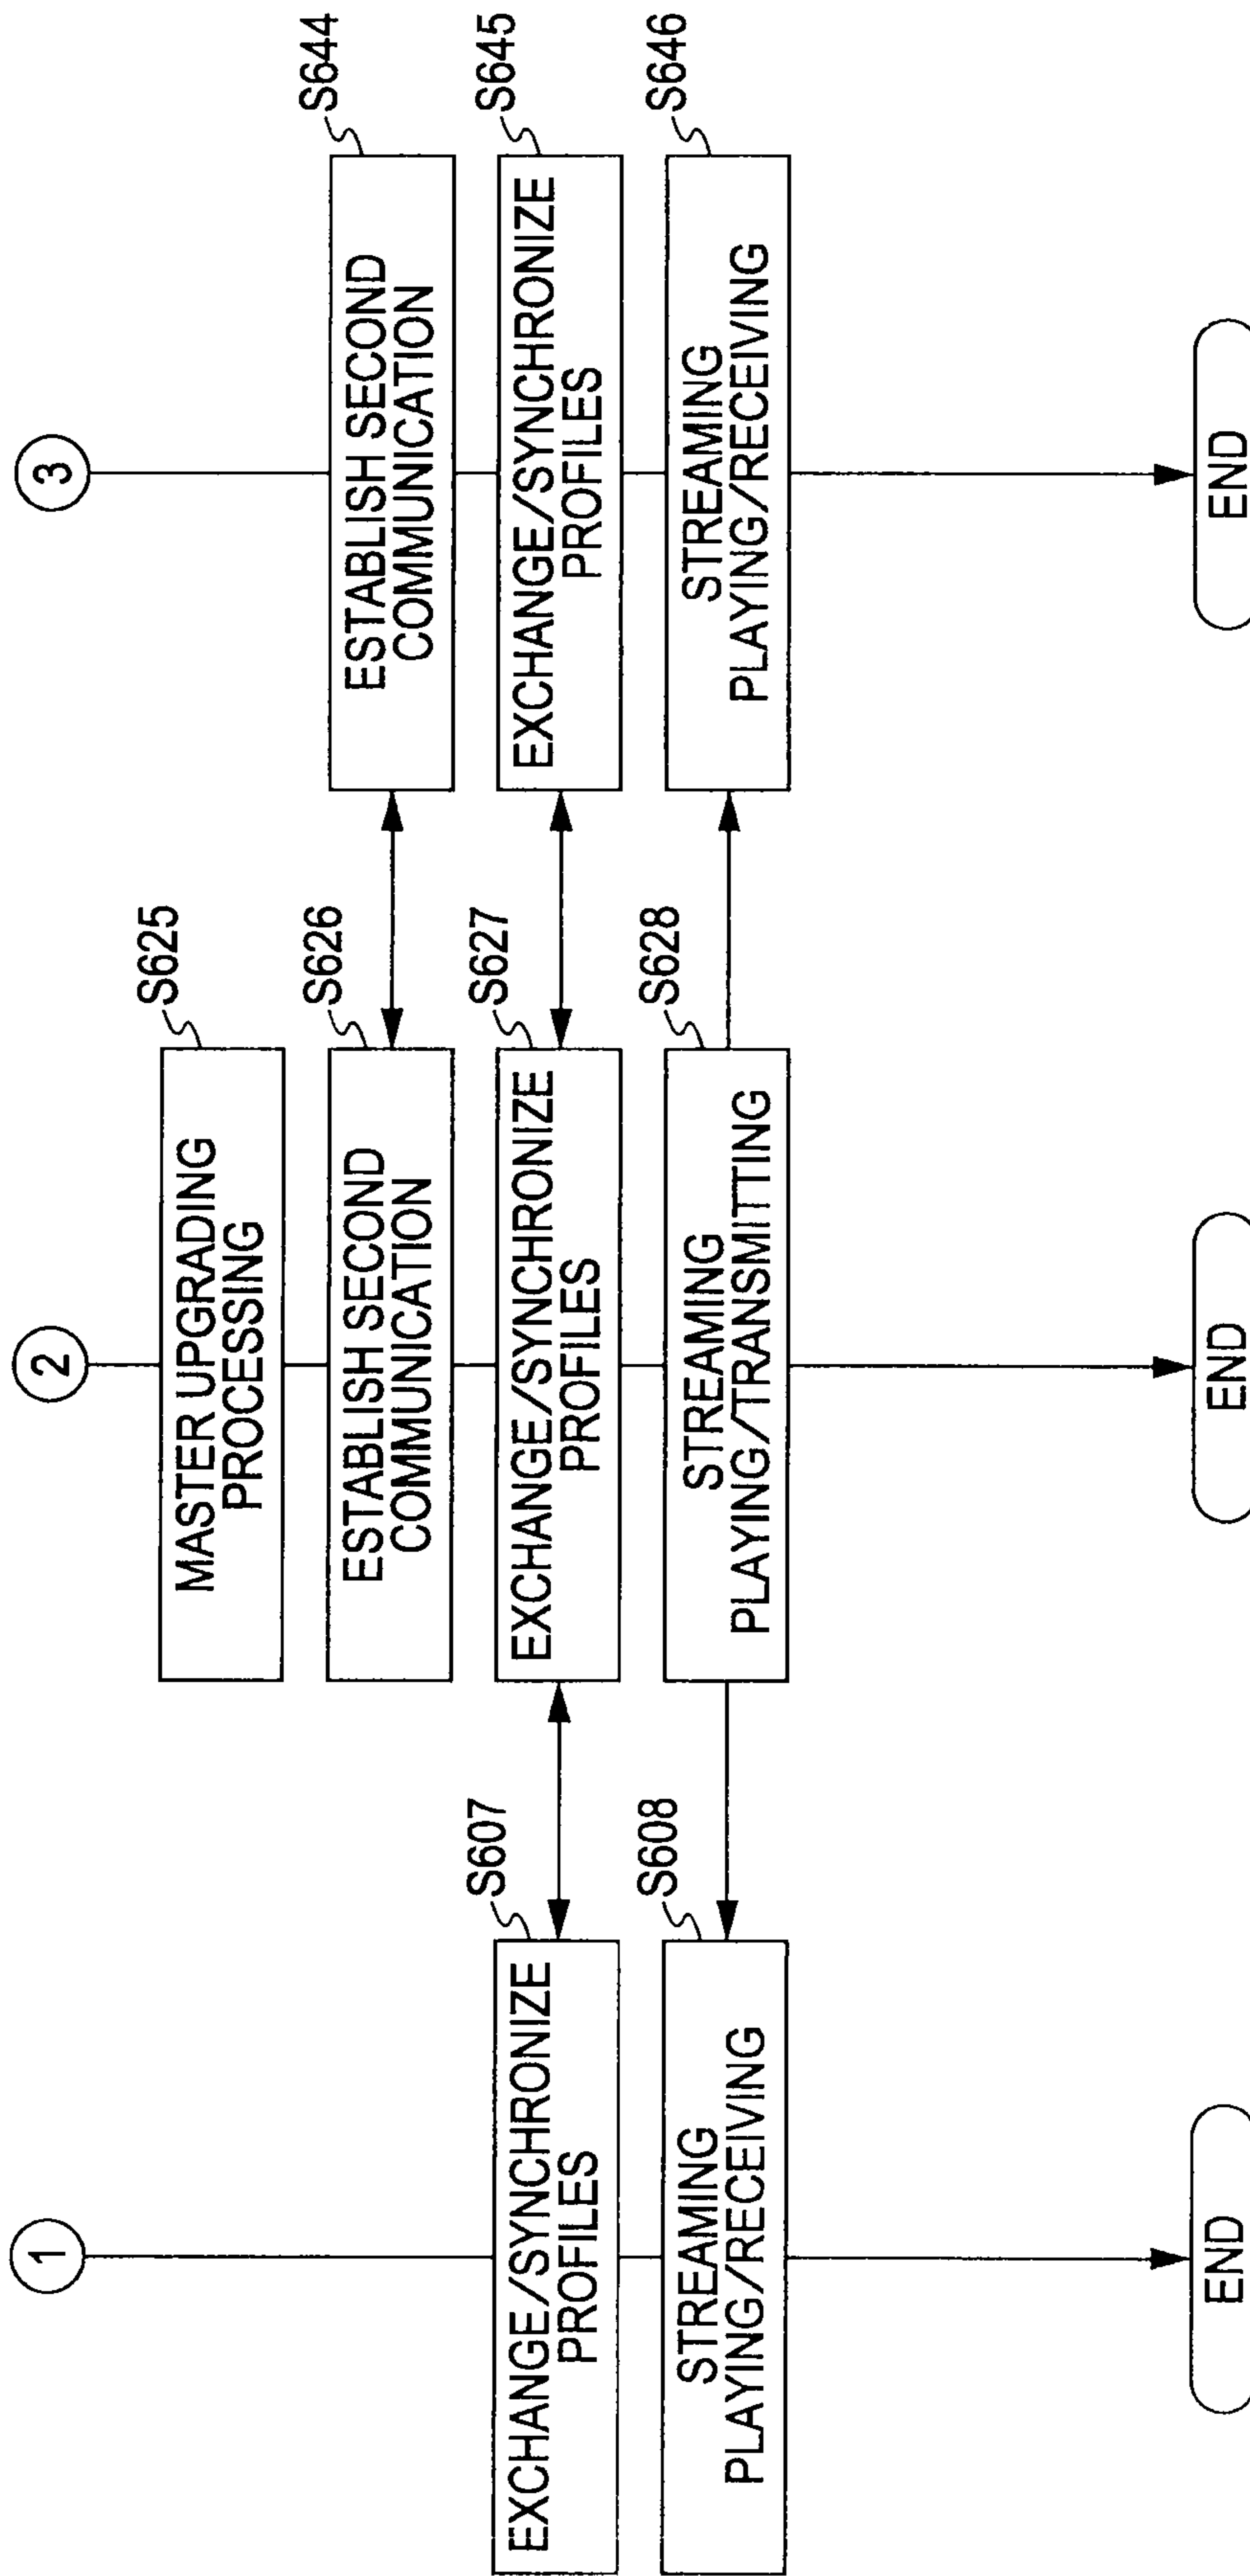 1
EXCHANGE/SYNCHRONIZE
PROFILES
S607
STREAMING
PLAYING/RECEIVING
S608
END
2
MASTER UPGRADING
PROCESSING
S625
ESTABLISH SECOND
COMMUNICATION
S626
EXCHANGE/SYNCHRONIZE
PROFILES
S627
STREAMING
PLAYING/TRANSMITTING
S628
END
3
ESTABLISH SECOND
COMMUNICATION
S644
EXCHANGE/SYNCHRONIZE
PROFILES
S645
STREAMING
PLAYING/RECEIVING
S646
END